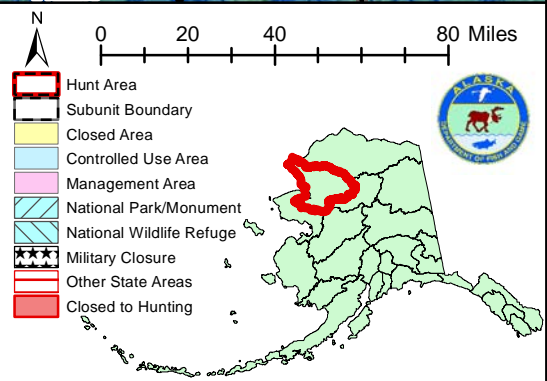 N
0 20 40 80 Miles
Hunt Area
Subunit Boundary
Closed Area
Controlled Use Area
Management Area
National Park/Monument
National Wildlife Refuge
Military Closure
Other State Areas
Closed to Hunting
ALASKA
DEPARTMENT OF FISH AND GAME